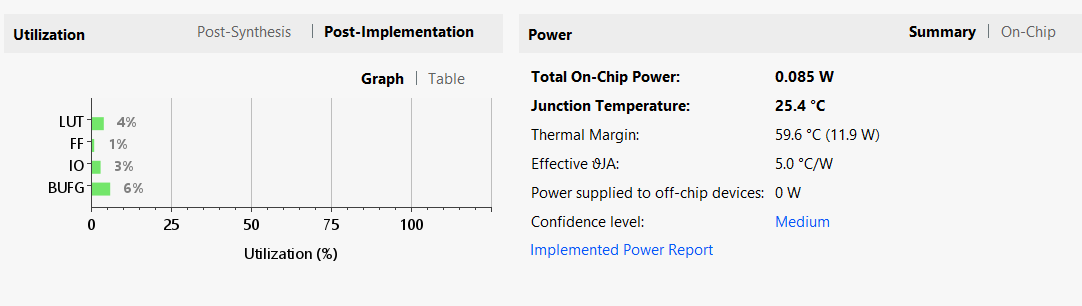 Utilization Post-Synthesis | Post-Implementation
Graph | Table
LUT 4%
FF 1%
IO 3%
BUFG 6%
0 25 50 75 100
Utilization (%)
Power Summary | On-Chip
Total On-Chip Power: 0.085 W
Junction Temperature: 25.4 °C
Thermal Margin: 59.6 °C (11.9 W)
Effective ϑJA: 5.0 °C/W
Power supplied to off-chip devices: 0 W
Confidence level: Medium
Implemented Power Report